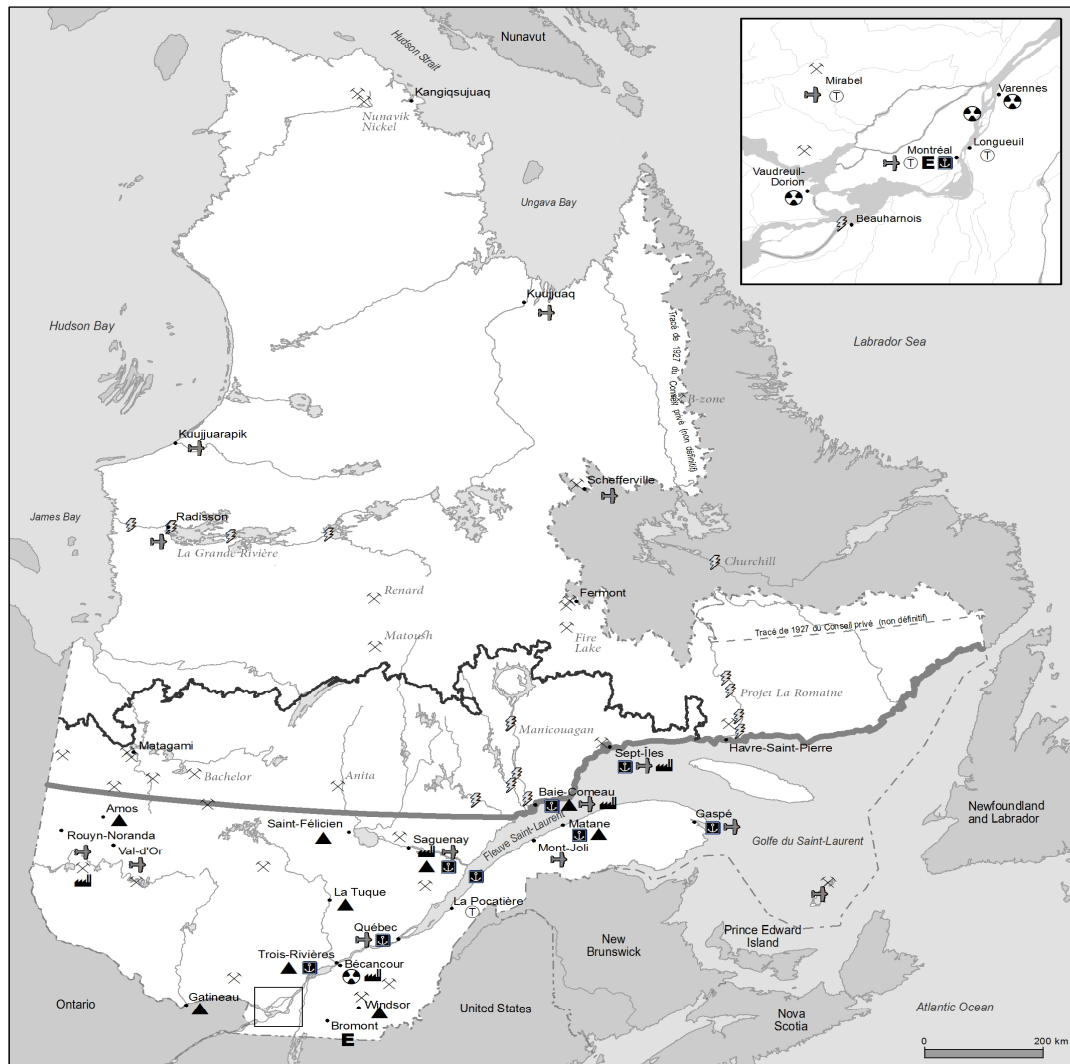 Nunavut
Hudson Strait
Kangiqsujuaq
Nunavik
Nickel
Ungava Bay
Mirabel
T
Varennes
Montréal
Longueuil
T
E
T
Vaudreuil-
Dorion
Beauharnois
Kuujjuaq
Hudson Bay
Labrador Sea
Tracé de 1927 du Conseil privé (non définitif)
B-zone
Kuujjuarapik
Schefferville
James Bay
Radisson
La Grande Rivière
Churchill
Renard
Fermont
Matoush
Fire
Lake
Tracé de 1927 du Conseil privé (non définitif)
Projet La Romaine
Manicouagan
Matagami
Sept-Îles
Havre-Saint-Pierre
Bachelor
Anita
Baie-Comeau
Amos
Saint-Félicien
Fleuve Saint-Laurent
Matane
Gaspé
Newfoundland
and Labrador
Rouyn-Noranda
Val-d'Or
Saguenay
Mont-Joli
Golfe du Saint-Laurent
La Tuque
La Pocatière
T
Québec
New
Brunswick
Prince Edward
Island
Trois-Rivières
Bécancour
Ontario
Gatineau
Windsor
Bromont
E
United States
Nova
Scotia
Atlantic Ocean
0
200 km